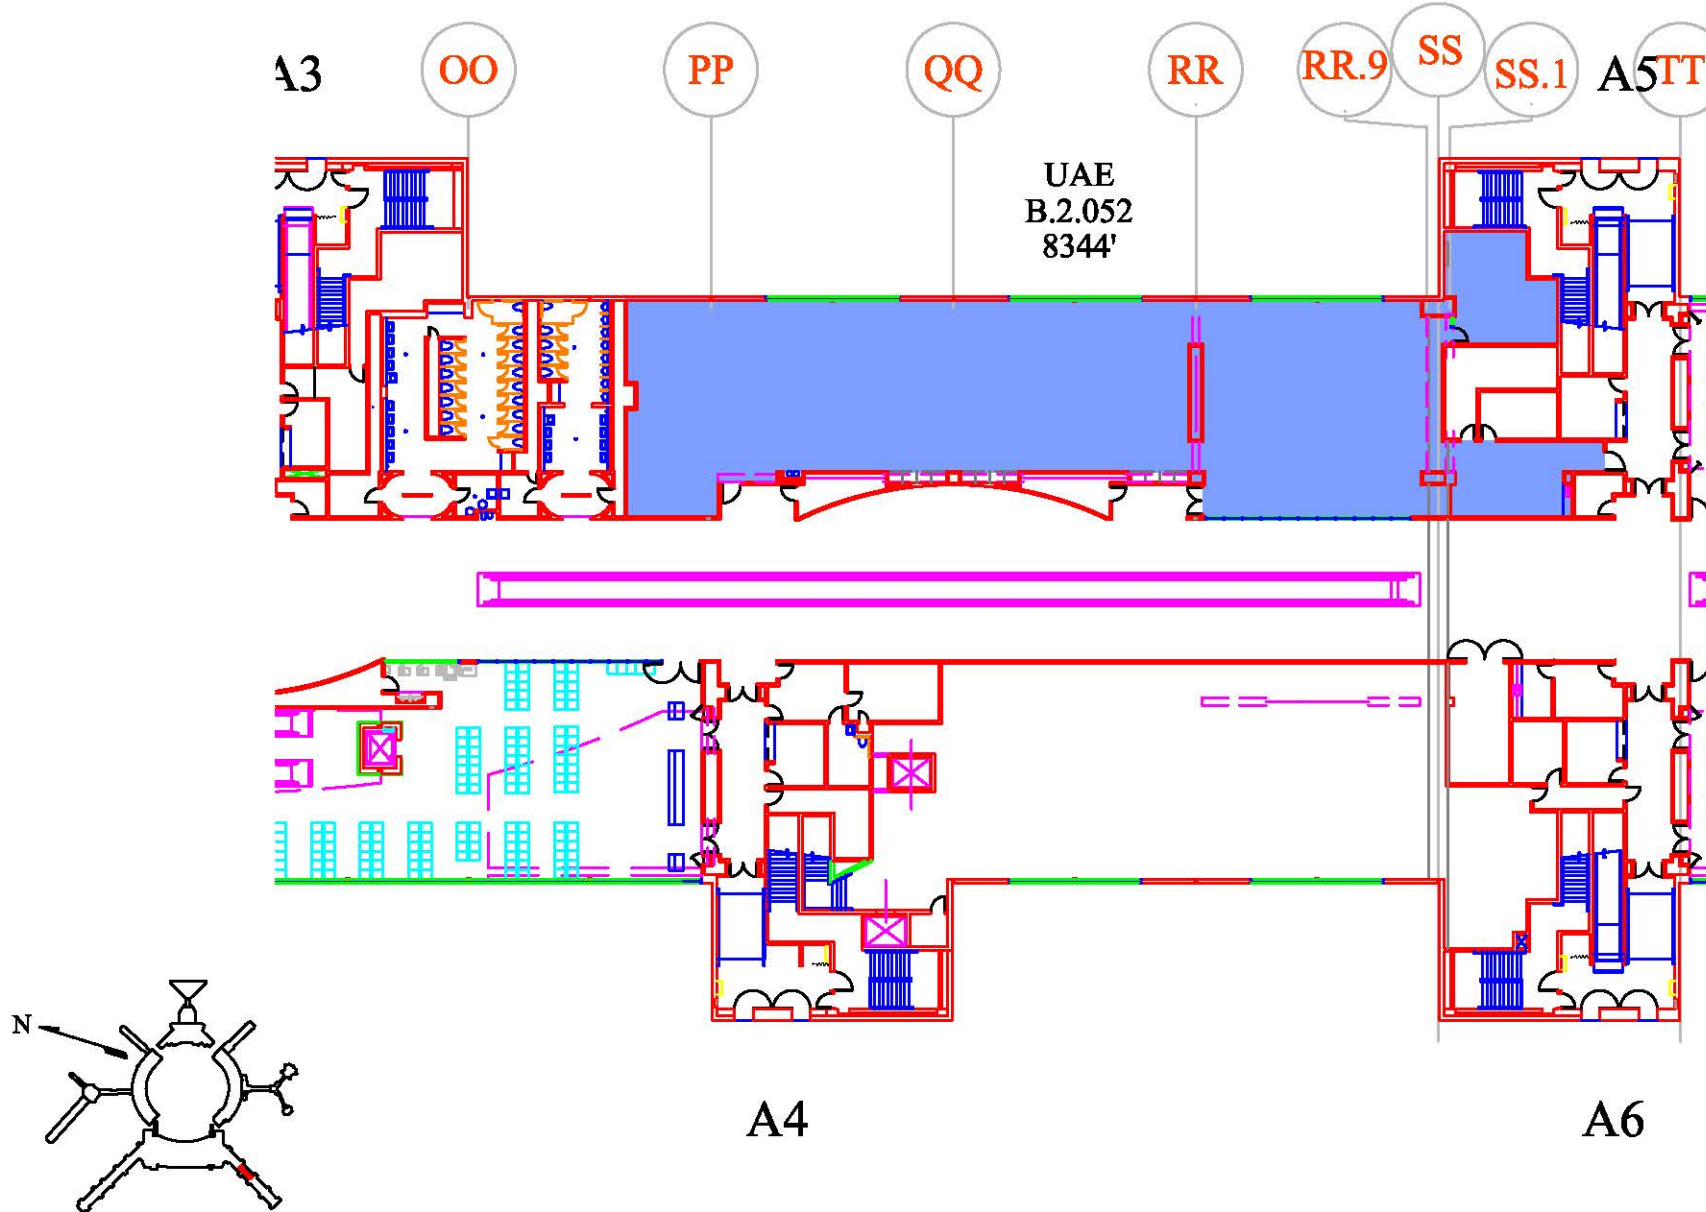 A3
OO
PP
QQ
RR
RR.9
SS
SS.1
A5
TT
UAE
B.2.052
8344'
N
A4
A6